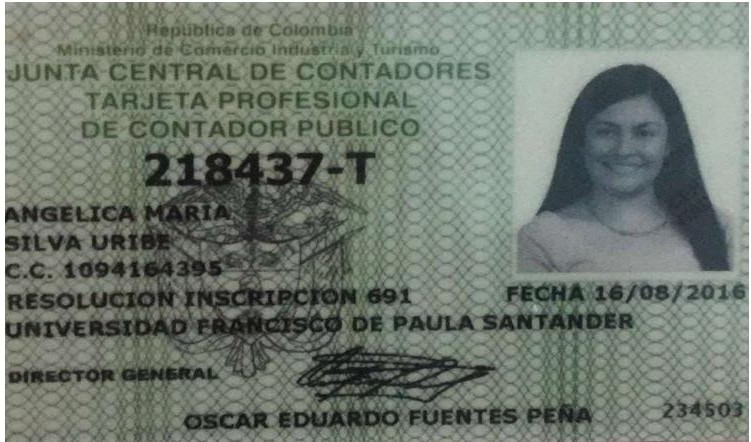 República de Colombia
Ministerio de Comercio Industria y Turismo
JUNTA CENTRAL DE CONTADORES
TARJETA PROFESIONAL
DE CONTADOR PUBLICO
218437-T
ANGELICA MARIA
SILVA URIBE
C.C. 1094164395
RESOLUCION INSCRIPCION 691 FECHA 16/08/2016
UNIVERSIDAD FRANCISCO DE PAULA SANTANDER
DIRECTOR GENERAL
OSCAR EDUARDO FUENTES PEÑA 234503